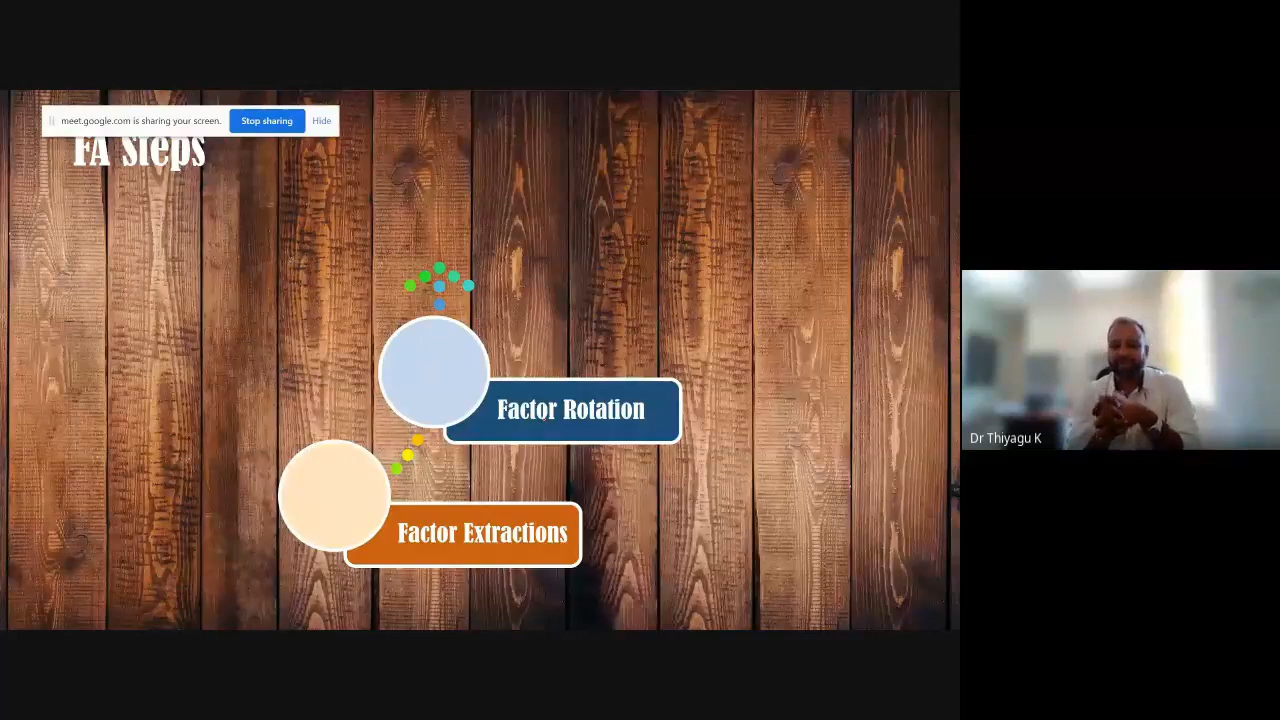 meet.google.com is sharing your screen. Stop sharing Hide
FA Steps
Factor Rotation
Factor Extractions
Dr Thiyagu K